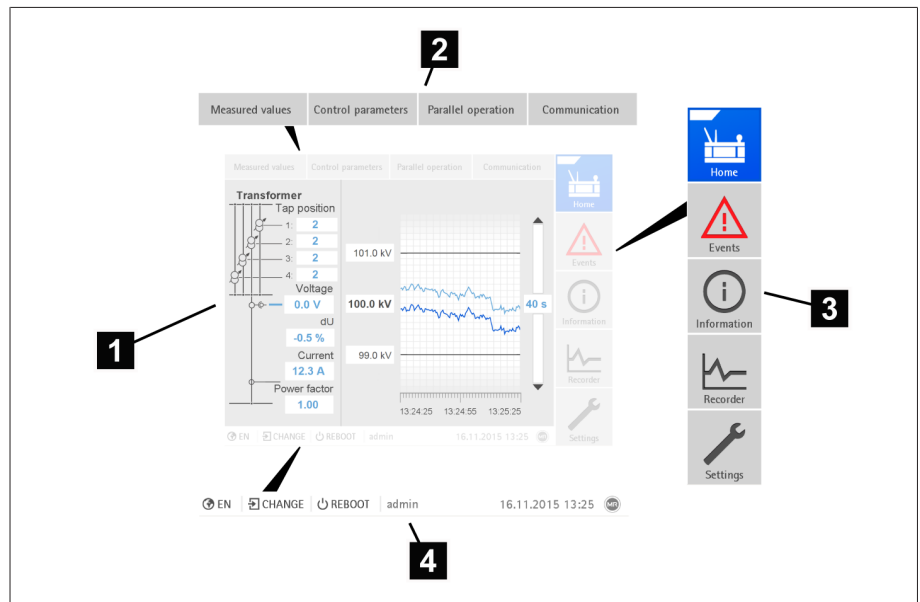 2
Measured values Control parameters Parallel operation Communication
Measured values Control parameters Parallel operation Communication
Home
Events
Information
Recorder
Settings
Transformer
Tap position
1: 2
2: 2
3: 2
4: 2
Voltage
0.0 V
dU
-0.5 %
Current
12.3 A
Power factor
1.00
101.0 kV
100.0 kV
99.0 kV
40 s
13:24:25 13:24:55 13:25:25
EN CHANGE REBOOT admin 16.11.2015 13:25 MR
1
Home
Events
Information
Recorder
Settings
3
EN CHANGE REBOOT admin 16.11.2015 13:25 MR
4